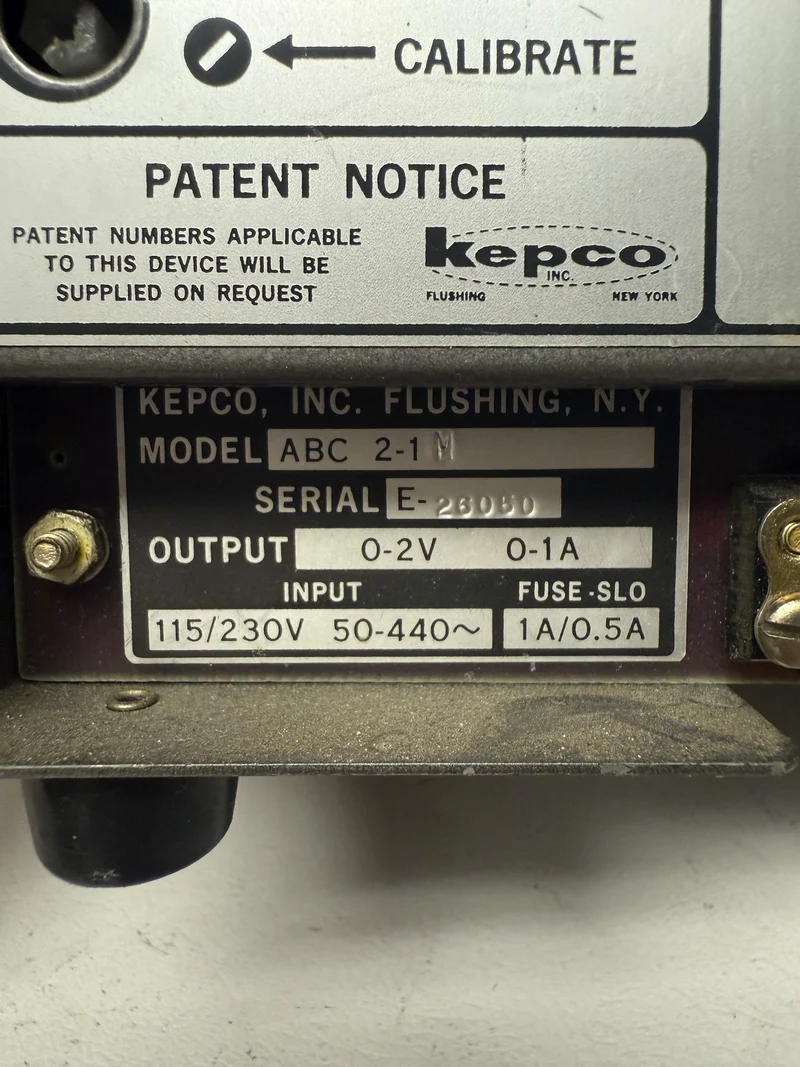 CALIBRATE
PATENT NOTICE
PATENT NUMBERS APPLICABLE
TO THIS DEVICE WILL BE
SUPPLIED ON REQUEST
kepco
INC.
FLUSHING NEW YORK
KEPCO, INC. FLUSHING, N.Y.
MODEL ABC 2-1 M
SERIAL E-26050
OUTPUT 0-2V 0-1A
INPUT FUSE-SLO
115/230V 50-440~ 1A/0.5A